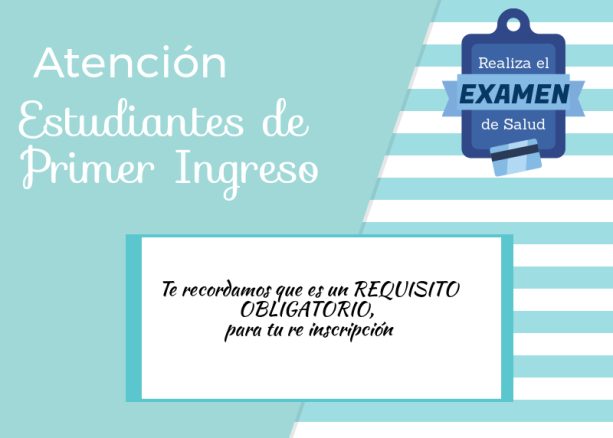 Atención
Estudiantes de
Primer Ingreso
Realiza el
EXAMEN
de Salud
Te recordamos que es un REQUISITO
OBLIGATORIO,
para tu re inscripción